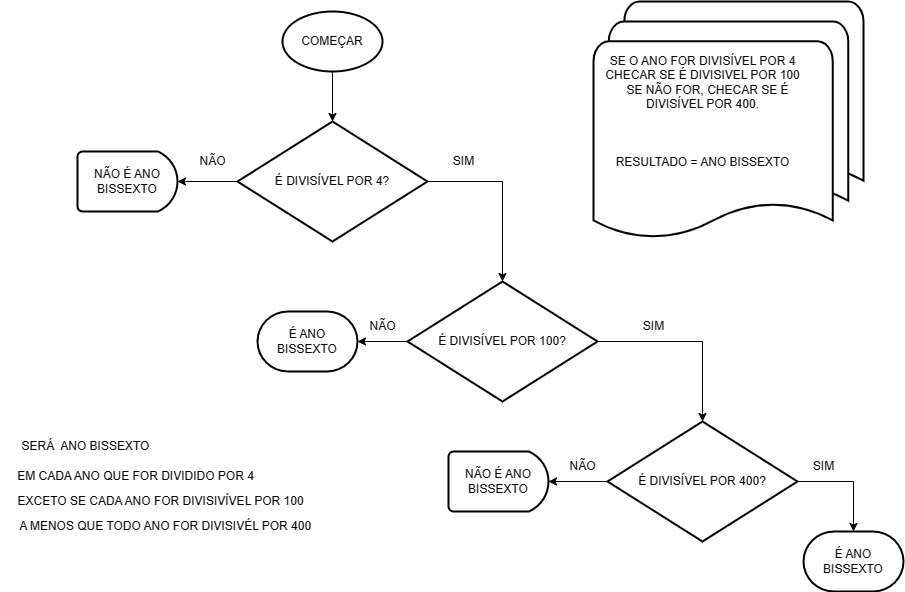 COMEÇAR
SE O ANO FOR DIVISÍVEL POR 4
CHECAR SE É DIVISIVEL POR 100
SE NÃO FOR, CHECAR SE É
DIVISÍVEL POR 400.
RESULTADO = ANO BISSEXTO
NÃO É ANO
BISSEXTO
NÃO
É DIVISÍVEL POR 4?
SIM
É ANO
BISSEXTO
NÃO
É DIVISÍVEL POR 100?
SIM
SERÁ  ANO BISSEXTO
EM CADA ANO QUE FOR DIVIDIDO POR 4
EXCETO SE CADA ANO FOR DIVISIVÍVEL POR 100
A MENOS QUE TODO ANO FOR DIVISIVÉL POR 400
NÃO É ANO
BISSEXTO
NÃO
É DIVISÍVEL POR 400?
SIM
É ANO
BISSEXTO